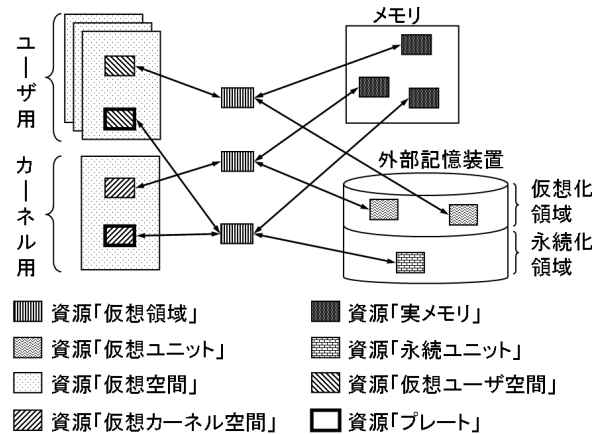 ユーザ用
メモリ
カーネル用
外部記憶装置
仮想化
領域
永続化
領域
資源「仮想領域」
資源「実メモリ」
資源「仮想ユニット」
資源「永続ユニット」
資源「仮想空間」
資源「仮想ユーザ空間」
資源「仮想カーネル空間」
資源「プレート」